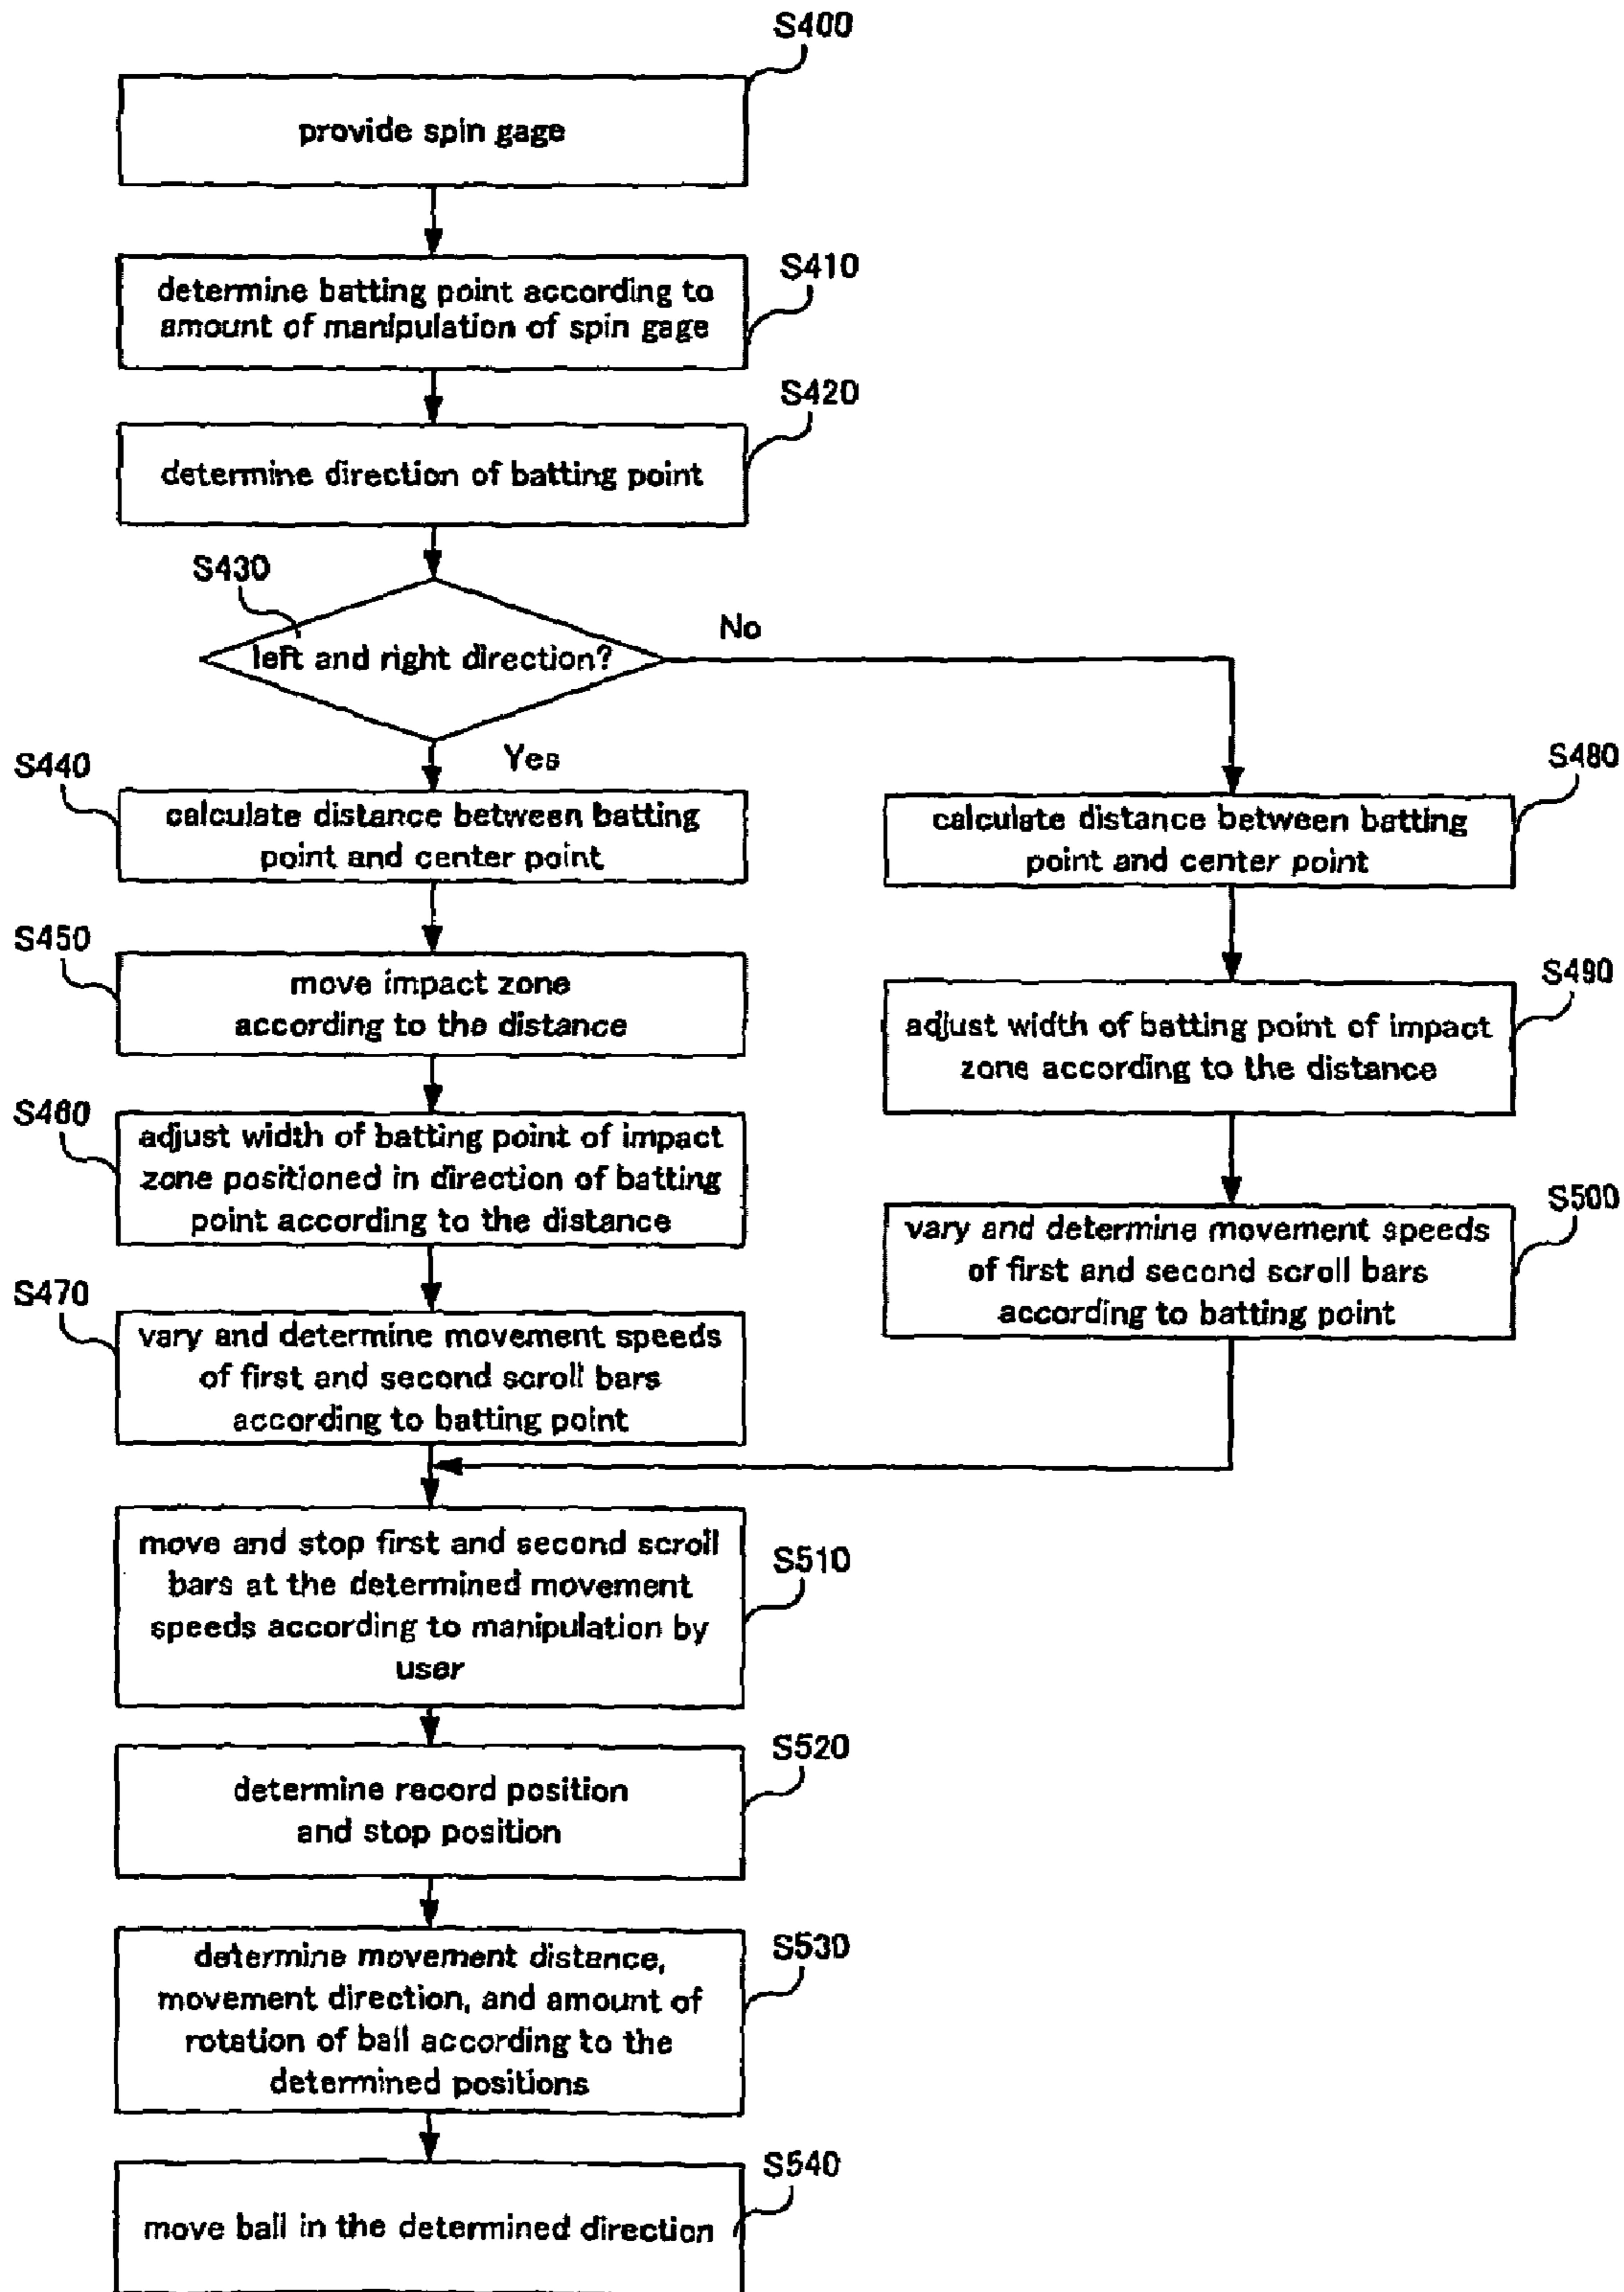 S400
provide spin gage
S410
determine batting point according to
amount of manipulation of spin gage
S420
determine direction of batting point
S430
left and right direction?
No
Yes
S440
calculate distance between batting
point and center point
S450
move impact zone
according to the distance
S460
adjust width of batting point of impact
zone positioned in direction of batting
point according to the distance
S470
vary and determine movement speeds
of first and second scroll bars
according to batting point
S480
calculate distance between batting
point and center point
S490
adjust width of batting point of impact
zone according to the distance
S500
vary and determine movement speeds
of first and second scroll bars
according to batting point
S510
move and stop first and second scroll
bars at the determined movement
speeds according to manipulation by
user
S520
determine record position
and stop position
S530
determine movement distance,
movement direction, and amount of
rotation of ball according to the
determined positions
S540
move ball in the determined direction